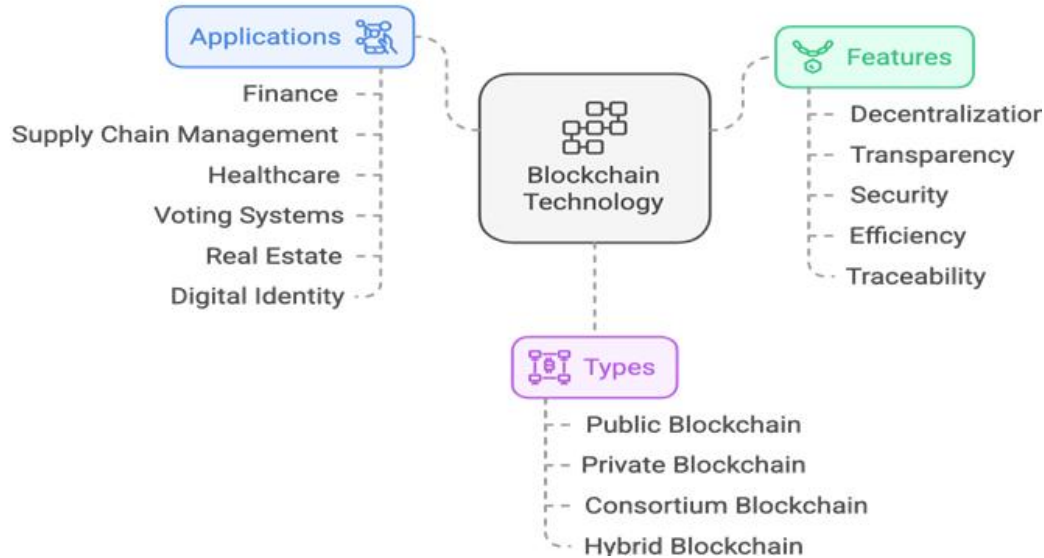 Applications
Finance
Supply Chain Management
Healthcare
Voting Systems
Real Estate
Digital Identity
Blockchain
Technology
Features
Decentralization
Transparency
Security
Efficiency
Traceability
Types
Public Blockchain
Private Blockchain
Consortium Blockchain
Hybrid Blockchain